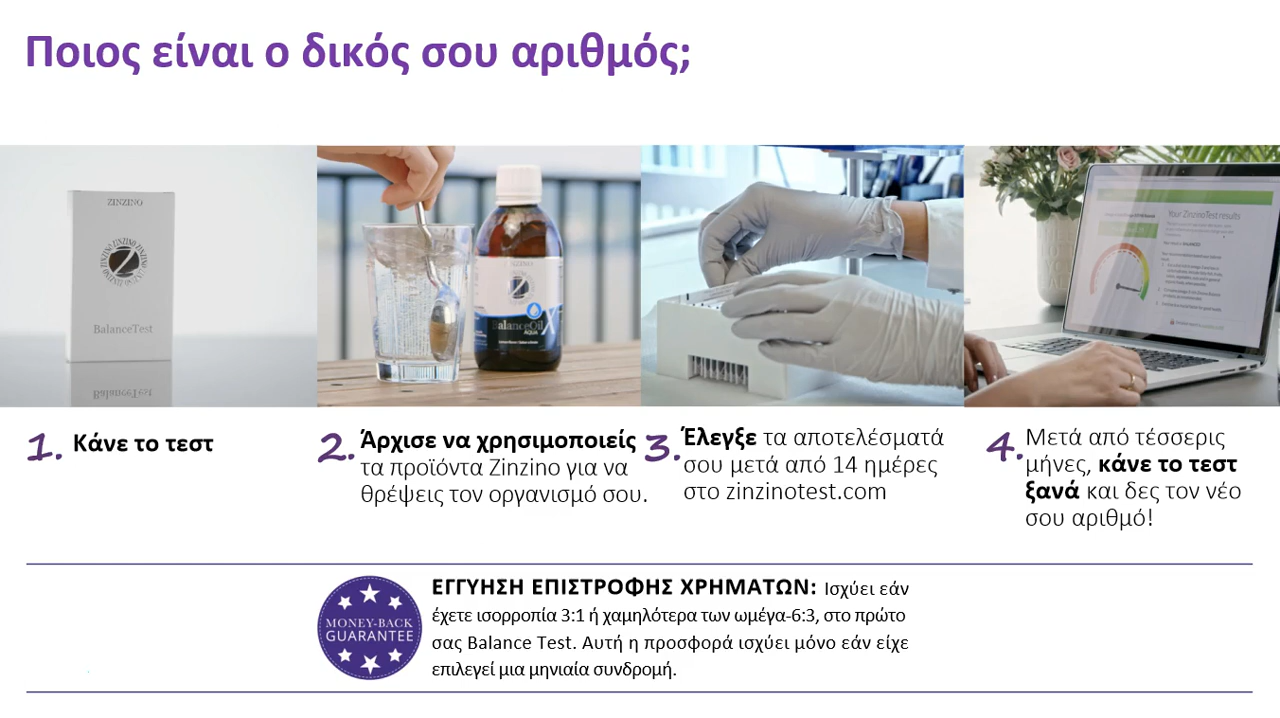 Ποιος είναι ο δικός σου αριθμός;
ZINZINO
BalanceTest
ZINZINO
BalanceOil
AQUA
X
Your ZinzinoTest results
1. Κάνε το τεστ
2. Άρχισε να χρησιμοποιείς
τα προϊόντα Zinzino για να
θρέψεις τον οργανισμό σου.
3. Έλεγξε τα αποτελέσματά
σου μετά από 14 ημέρες
στο zinzinotest.com
4. Μετά από τέσσερις
μήνες, κάνε το τεστ
ξανά και δες τον νέο
σου αριθμό!
MONEY-BACK
GUARANTEE
ΕΓΓΥΗΣΗ ΕΠΙΣΤΡΟΦΗΣ ΧΡΗΜΑΤΩΝ: Ισχύει εάν
έχετε ισορροπία 3:1 ή χαμηλότερα των ωμέγα-6:3, στο πρώτο
σας Balance Test. Αυτή η προσφορά ισχύει μόνο εάν είχε
επιλεγεί μια μηνιαία συνδρομή.